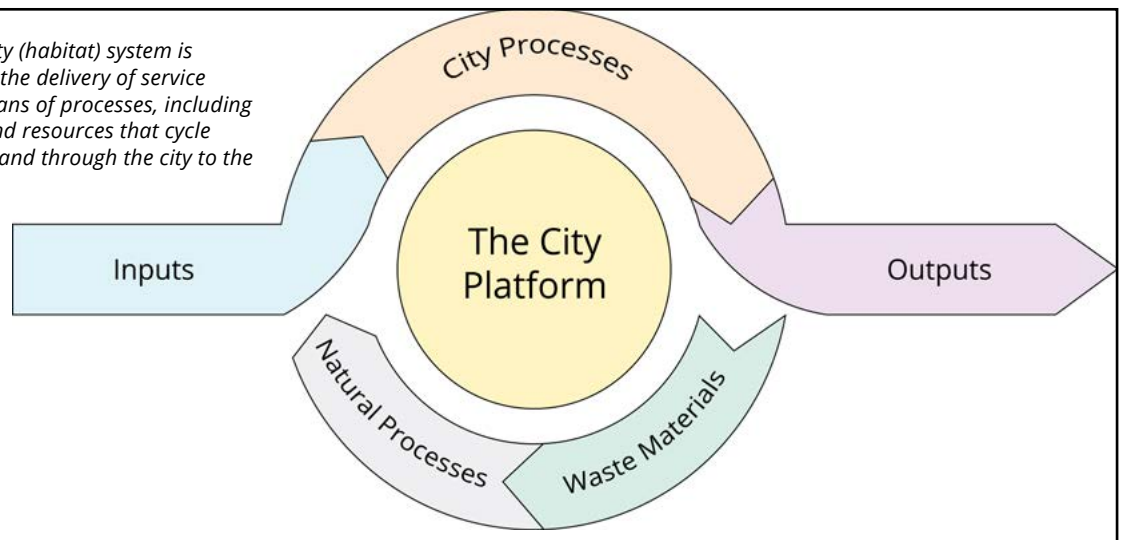 ty (habitat) system is
the delivery of service
ans of processes, including
nd resources that cycle
and through the city to the
City Processes
The City
Platform
Inputs
Outputs
Natural Processes
Waste Materials